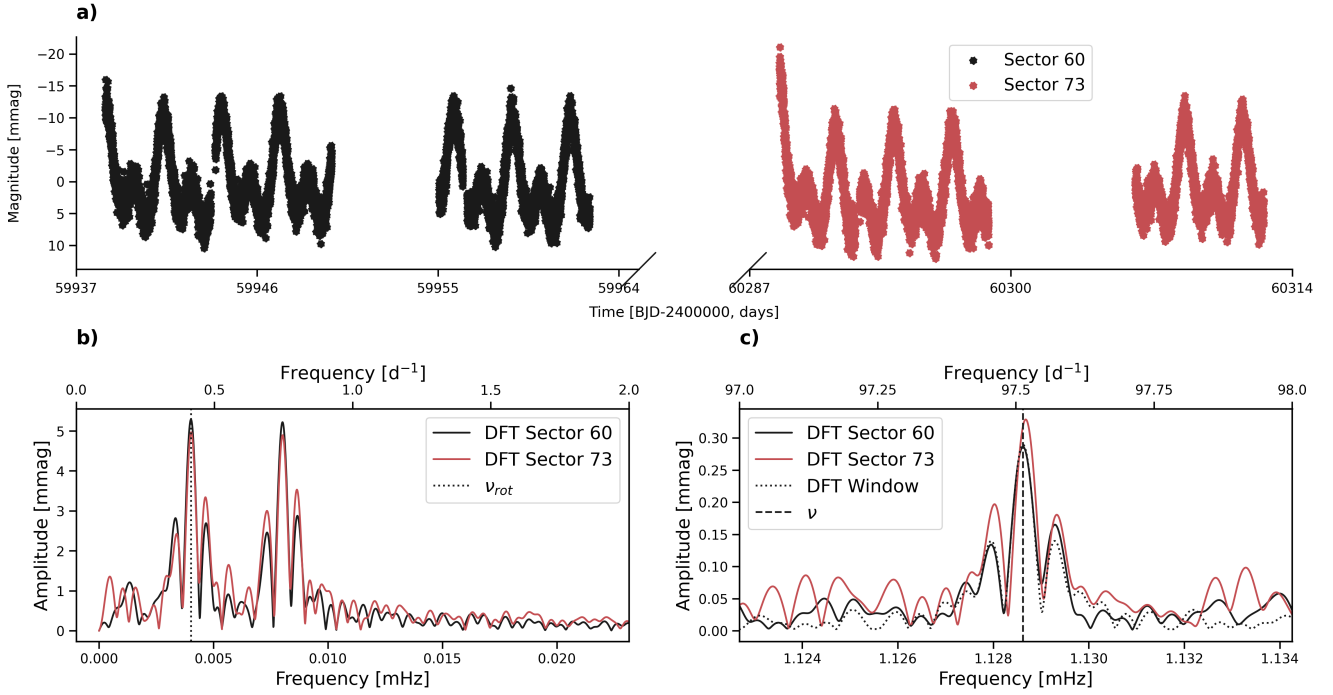 a)
Magnitude [mmag]
−20
−15
−10
−5
0
5
10
Sector 60
Sector 73
59937 59946 59955 59964 60287 60300 60314
Time [BJD-2400000, days]
b)
Frequency [d⁻¹]
0.0 0.5 1.0 1.5 2.0
Amplitude [mmag]
5
4
3
2
1
0
DFT Sector 60
DFT Sector 73
ν_rot
0.000 0.005 0.010 0.015 0.020
Frequency [mHz]
c)
Frequency [d⁻¹]
97.0 97.25 97.5 97.75 98.0
Amplitude [mmag]
0.30
0.25
0.20
0.15
0.10
0.05
0.00
DFT Sector 60
DFT Sector 73
DFT Window
ν
1.124 1.126 1.128 1.130 1.132 1.134
Frequency [mHz]